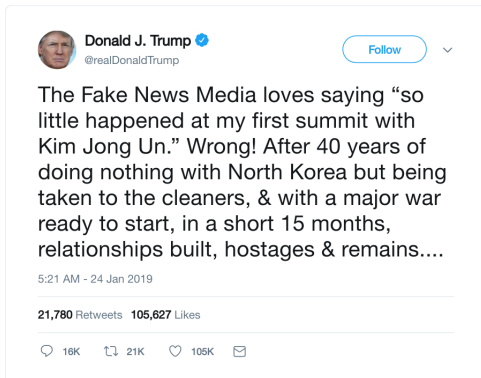 Donald J. Trump
@realDonaldTrump
Follow
The Fake News Media loves saying “so
little happened at my first summit with
Kim Jong Un.” Wrong! After 40 years of
doing nothing with North Korea but being
taken to the cleaners, & with a major war
ready to start, in a short 15 months,
relationships built, hostages & remains....
5:21 AM - 24 Jan 2019
21,780 Retweets 105,627 Likes
16K 21K 105K